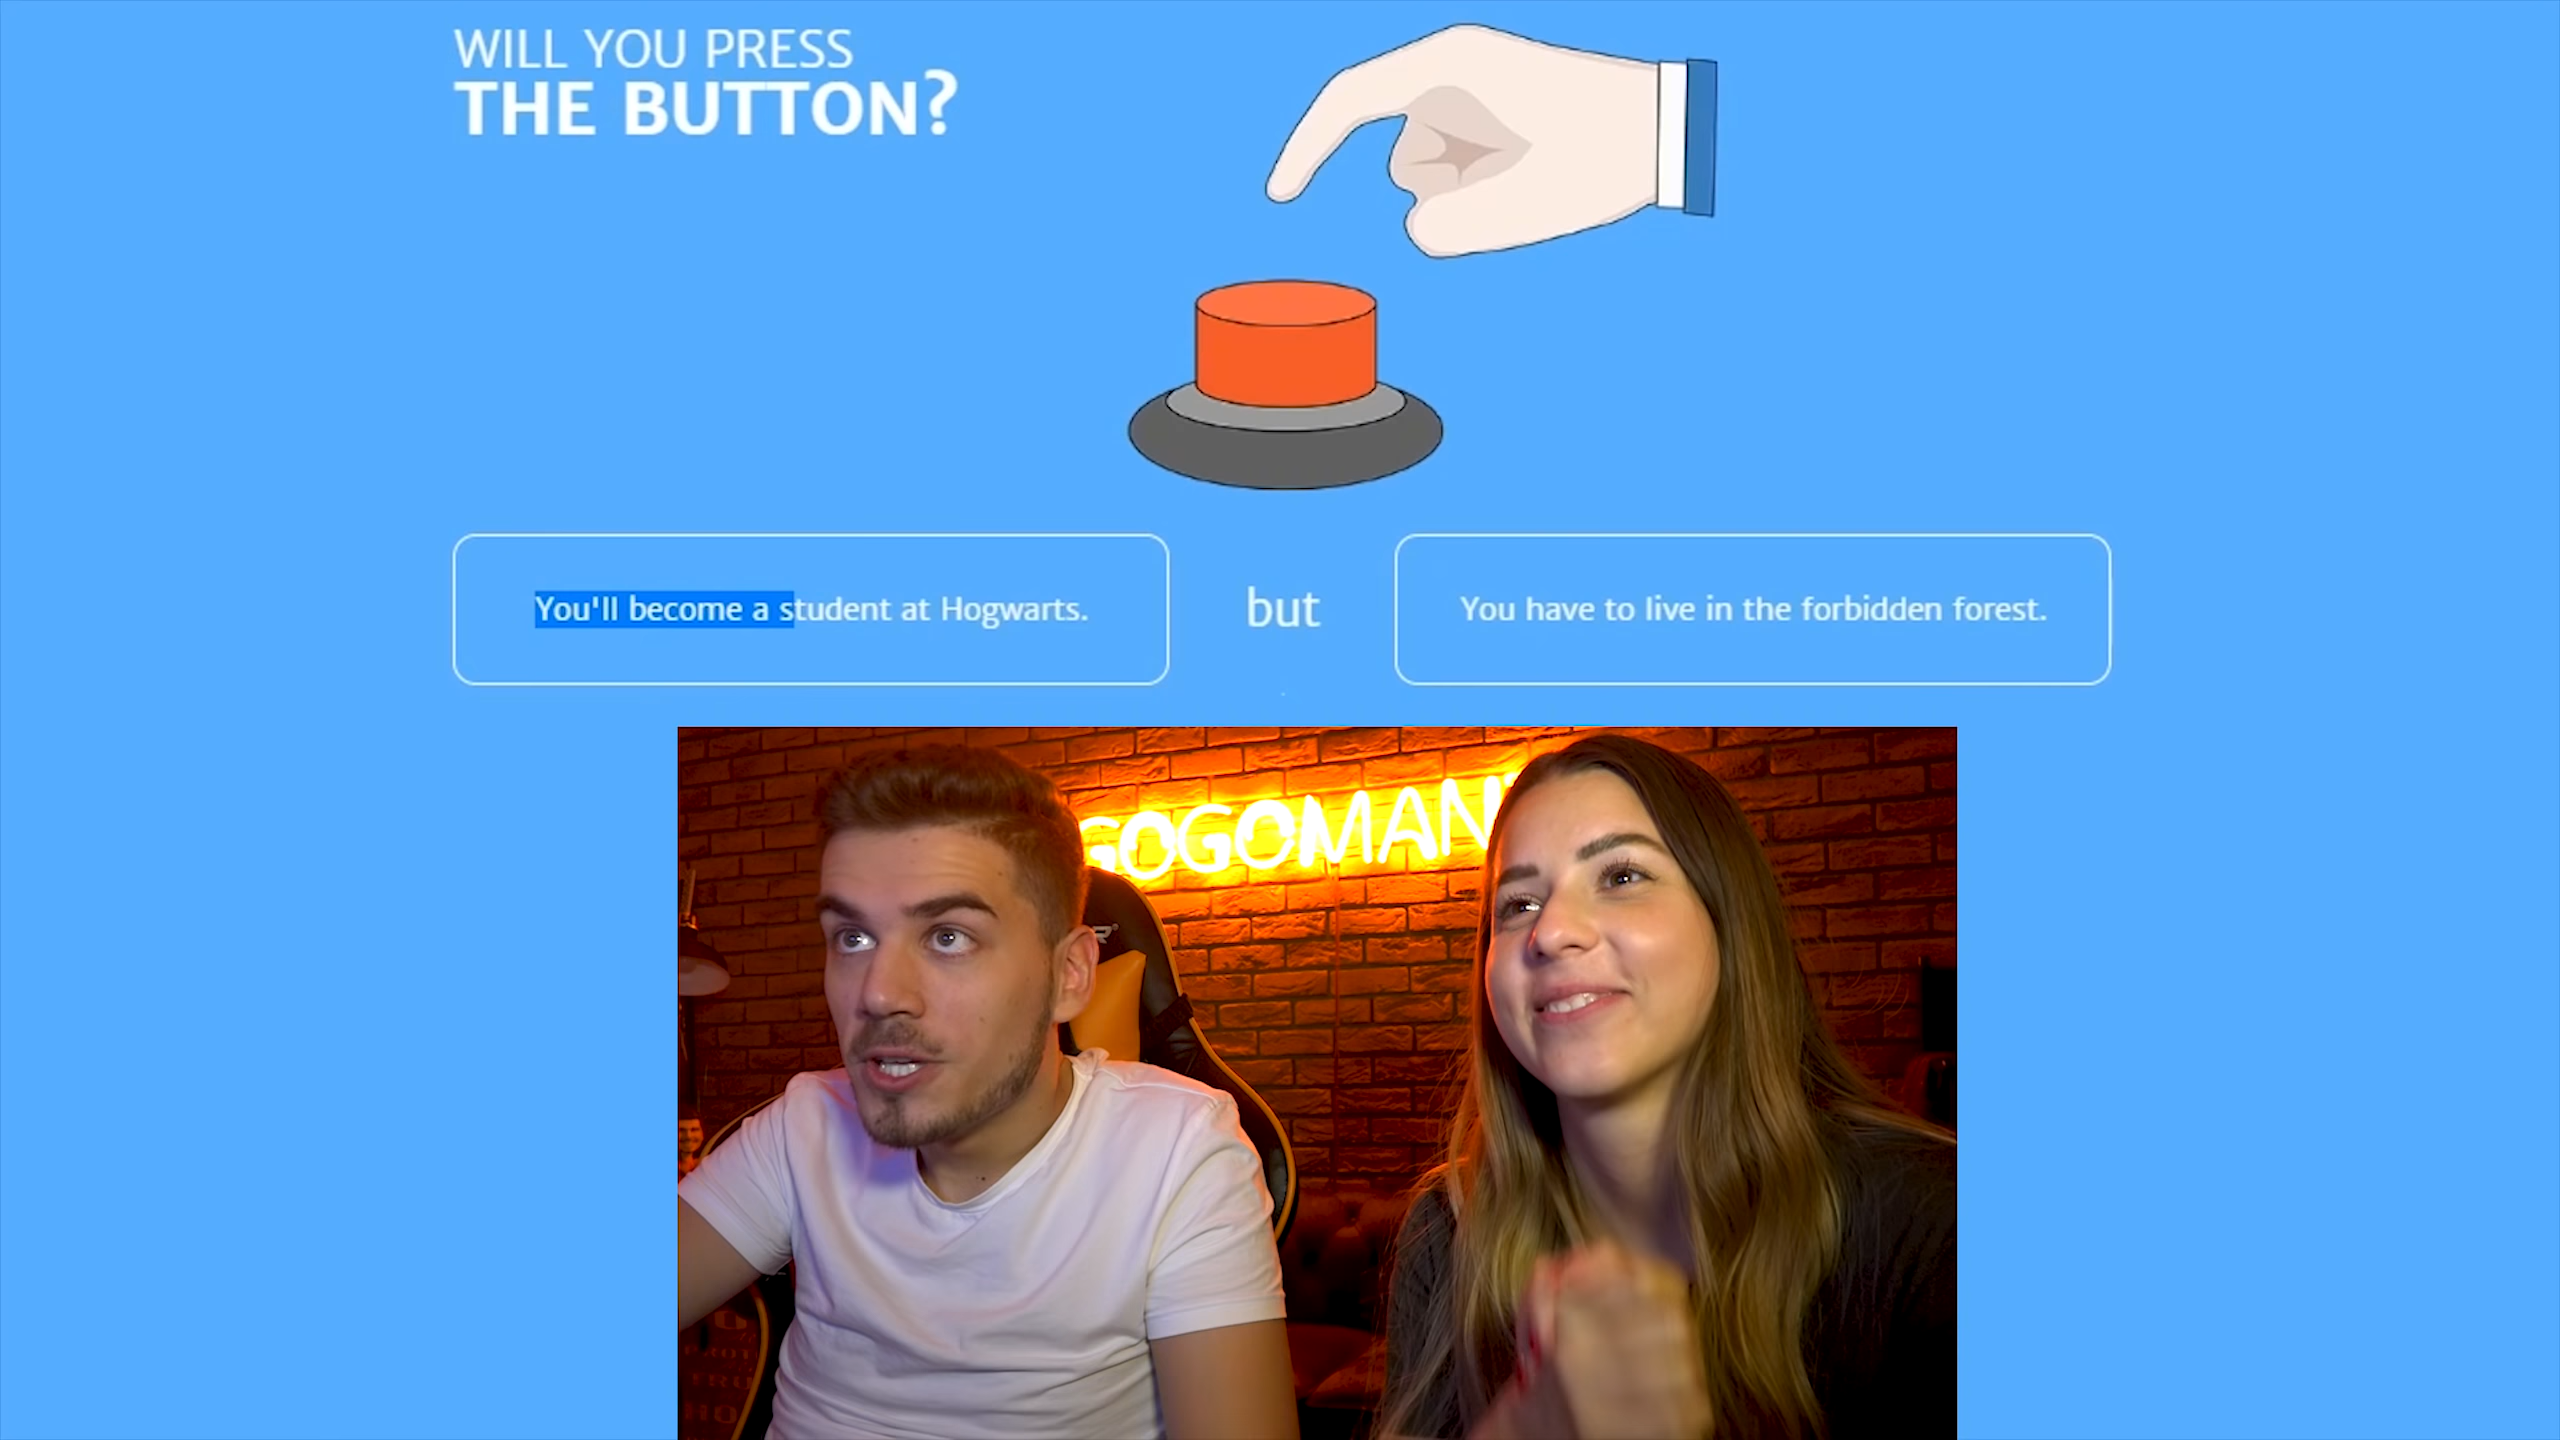 WILL YOU PRESS
THE BUTTON?
You'll become a student at Hogwarts.
but
You have to live in the forbidden forest.
GOGOMAN